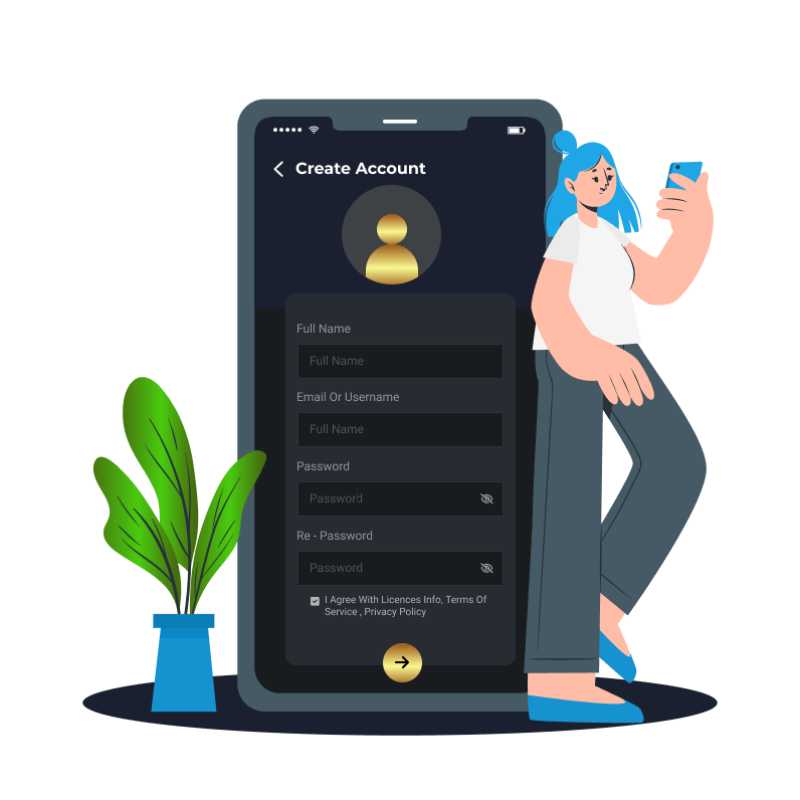 Create Account
Full Name
Full Name
Email Or Username
Full Name
Password
Password
Re - Password
Password
I Agree With Licences Info, Terms Of
Service , Privacy Policy